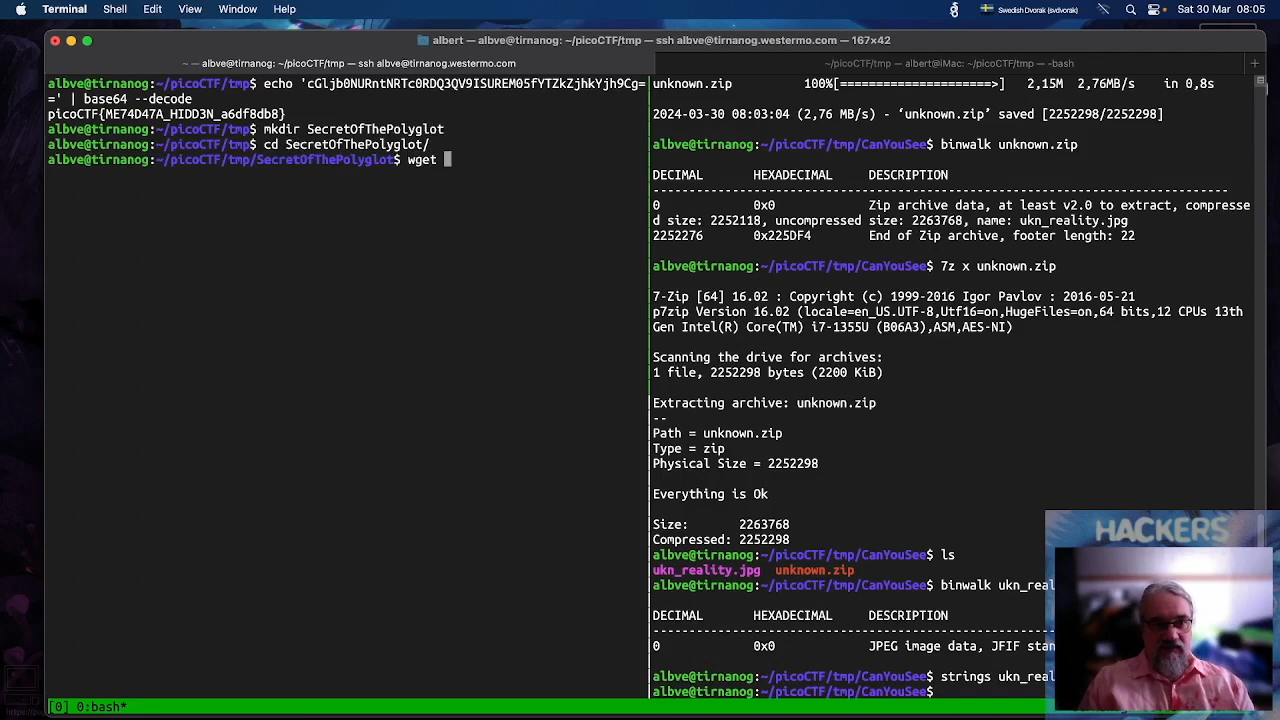 Terminal Shell Edit View Window Help
Swedish Dvorak (svdvorak) Sat 30 Mar 08:05
albert — albve@tirnanog: ~/picoCTF/tmp — ssh albve@tirnanog.westermo.com — 167x42
~ — albve@tirnanog: ~/picoCTF/tmp — ssh albve@tirnanog.westermo.com
~/picoCTF/tmp — albert@iMac: ~/picoCTF/tmp — -bash
albve@tirnanog:~/picoCTF/tmp$ echo 'cGljb0NURntNRTc0RDQ3QV9ISUREM05fYTZkZjhkYjh9Cg=
=' | base64 --decode
picoCTF{ME74D47A_HIDD3N_a6df8db8}
albve@tirnanog:~/picoCTF/tmp$ mkdir SecretOfThePolyglot
albve@tirnanog:~/picoCTF/tmp$ cd SecretOfThePolyglot/
albve@tirnanog:~/picoCTF/tmp/SecretOfThePolyglot$ wget
unknown.zip 100%[===================>] 2,15M 2,76MB/s in 0,8s
2024-03-30 08:03:04 (2,76 MB/s) - ‘unknown.zip’ saved [2252298/2252298]
albve@tirnanog:~/picoCTF/tmp/CanYouSee$ binwalk unknown.zip
DECIMAL HEXADECIMAL DESCRIPTION
--------------------------------------------------------------------------------
0 0x0 Zip archive data, at least v2.0 to extract, compresse
d size: 2252118, uncompressed size: 2263768, name: ukn_reality.jpg
2252276 0x225DF4 End of Zip archive, footer length: 22
albve@tirnanog:~/picoCTF/tmp/CanYouSee$ 7z x unknown.zip
7-Zip [64] 16.02 : Copyright (c) 1999-2016 Igor Pavlov : 2016-05-21
p7zip Version 16.02 (locale=en_US.UTF-8,Utf16=on,HugeFiles=on,64 bits,12 CPUs 13th
Gen Intel(R) Core(TM) i7-1355U (B06A3),ASM,AES-NI)
Scanning the drive for archives:
1 file, 2252298 bytes (2200 KiB)
Extracting archive: unknown.zip
--
Path = unknown.zip
Type = zip
Physical Size = 2252298
Everything is Ok
Size: 2263768
Compressed: 2252298
albve@tirnanog:~/picoCTF/tmp/CanYouSee$ ls
ukn_reality.jpg unknown.zip
albve@tirnanog:~/picoCTF/tmp/CanYouSee$ binwalk ukn_rea
DECIMAL HEXADECIMAL DESCRIPTION
--------------------------------------------------------
0 0x0 JPEG image data, JFIF stan
albve@tirnanog:~/picoCTF/tmp/CanYouSee$ strings ukn_rea
albve@tirnanog:~/picoCTF/tmp/CanYouSee$
[0] 0:bash*
HACKERS